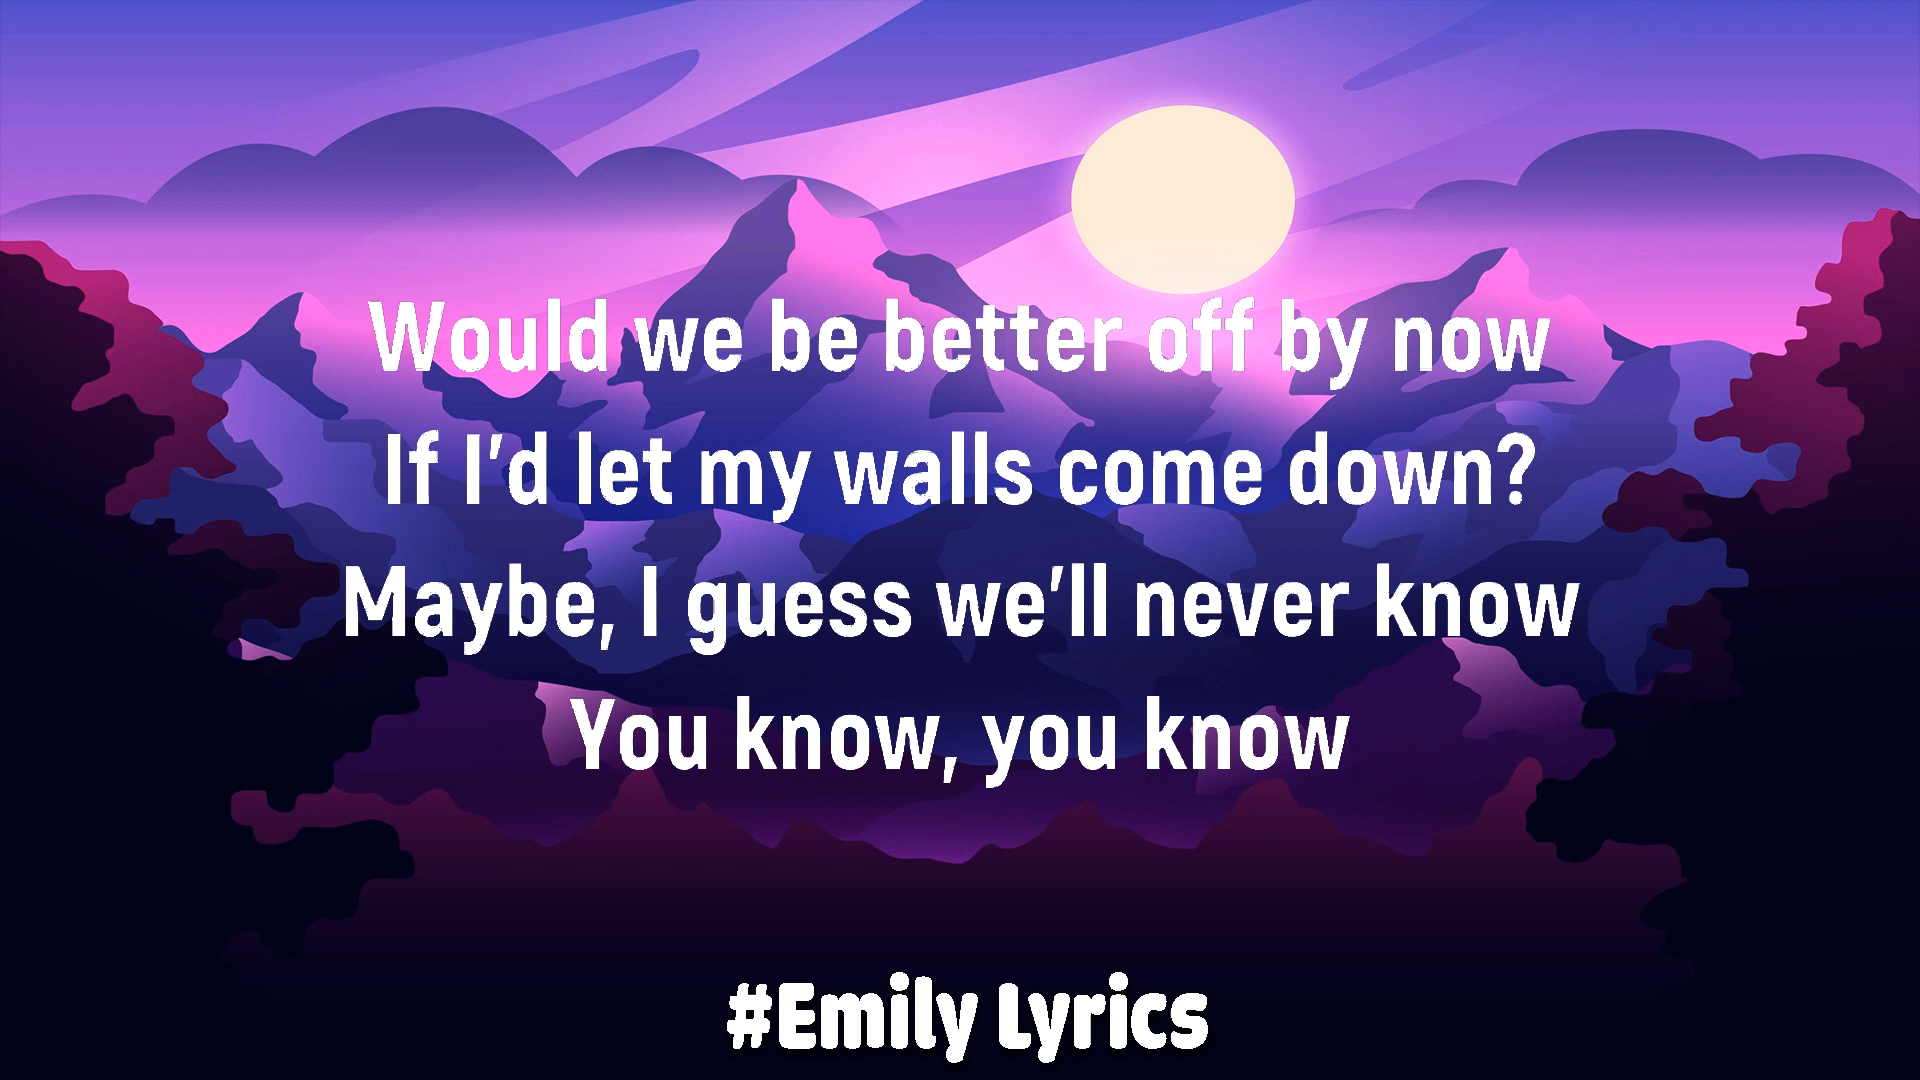 Would we be better off by now
If I'd let my walls come down?
Maybe, I guess we'll never know
You know, you know
#Emily Lyrics